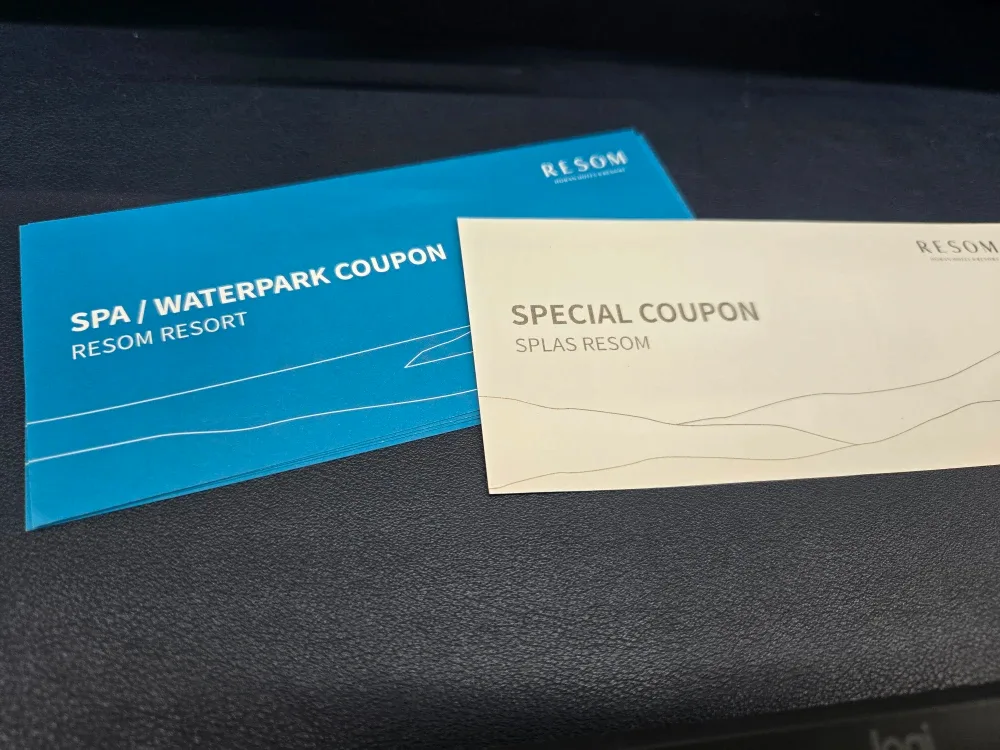 RESOM
SPA / WATERPARK COUPON
RESOM RESORT
RESOM
SPECIAL COUPON
SPLAS RESOM